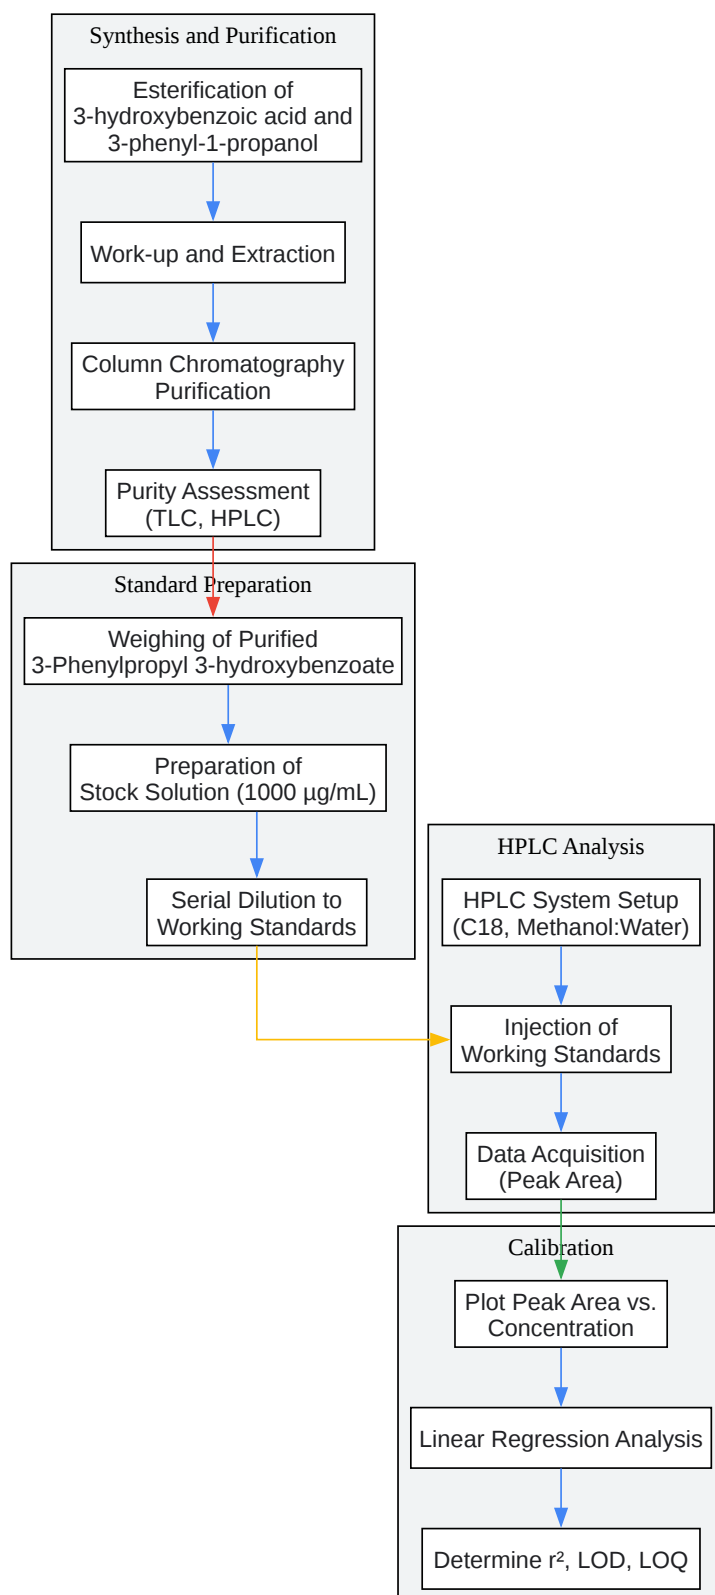 Synthesis and Purification
Esterification of
3-hydroxybenzoic acid and
3-phenyl-1-propanol
Work-up and Extraction
Column Chromatography
Purification
Purity Assessment
(TLC, HPLC)
Standard Preparation
Weighing of Purified
3-Phenylpropyl 3-hydroxybenzoate
Preparation of
Stock Solution (1000 µg/mL)
Serial Dilution to
Working Standards
HPLC Analysis
HPLC System Setup
(C18, Methanol:Water)
Injection of
Working Standards
Data Acquisition
(Peak Area)
Calibration
Plot Peak Area vs.
Concentration
Linear Regression Analysis
Determine r², LOD, LOQ